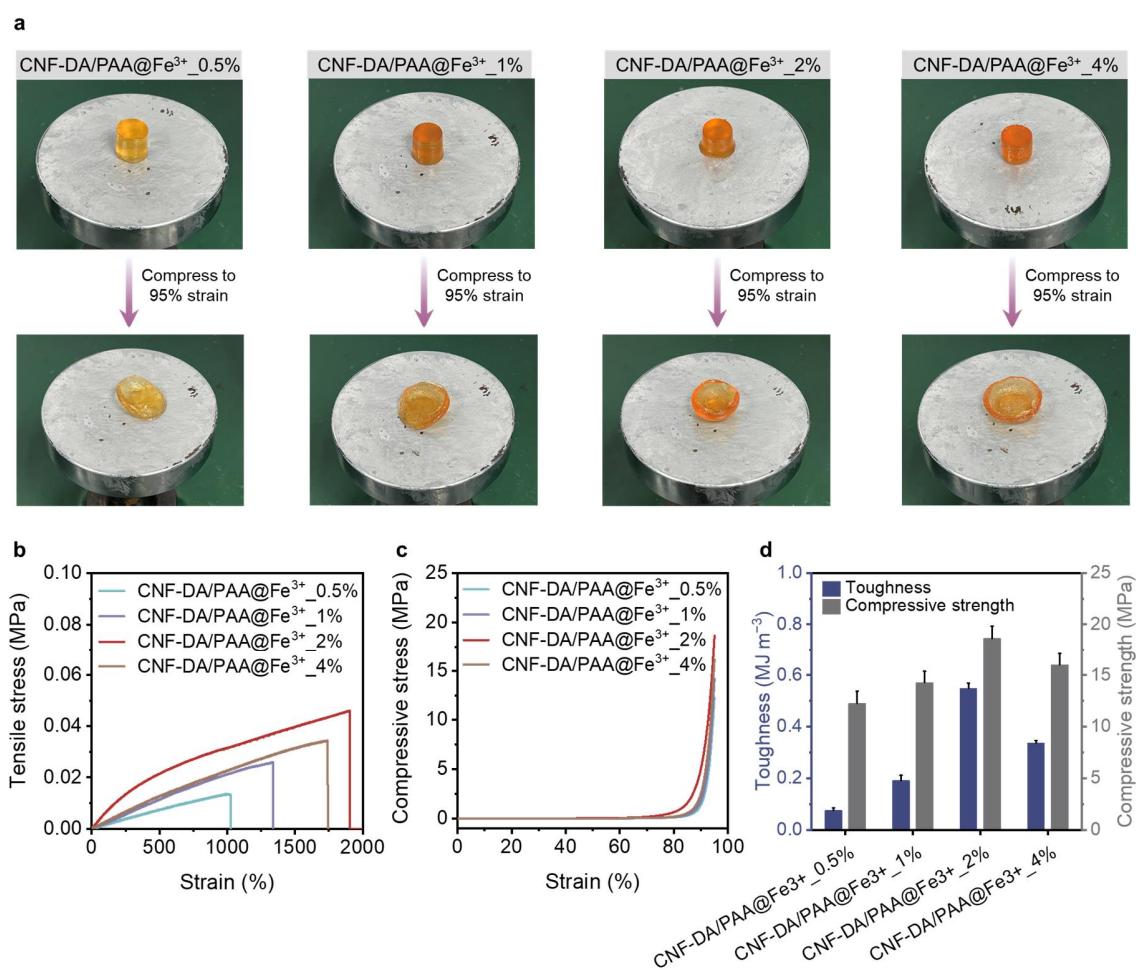 a
CNF-DA/PAA@Fe³⁺_0.5%
CNF-DA/PAA@Fe³⁺_1%
CNF-DA/PAA@Fe³⁺_2%
CNF-DA/PAA@Fe³⁺_4%
Compress to
95% strain
Compress to
95% strain
Compress to
95% strain
Compress to
95% strain
b
Tensile stress (MPa)
0.10
0.08
0.06
0.04
0.02
0.00
CNF-DA/PAA@Fe³⁺_0.5%
CNF-DA/PAA@Fe³⁺_1%
CNF-DA/PAA@Fe³⁺_2%
CNF-DA/PAA@Fe³⁺_4%
0 500 1000 1500 2000
Strain (%)
c
Compressive stress (MPa)
25
20
15
10
5
0
CNF-DA/PAA@Fe³⁺_0.5%
CNF-DA/PAA@Fe³⁺_1%
CNF-DA/PAA@Fe³⁺_2%
CNF-DA/PAA@Fe³⁺_4%
0 20 40 60 80 100
Strain (%)
d
Toughness (MJ m⁻³)
1.0
0.8
0.6
0.4
0.2
0.0
Toughness
Compressive strength
25
20
15
10
5
0
Compressive strength (MPa)
CNF-DA/PAA@Fe3+_0.5%
CNF-DA/PAA@Fe3+_1%
CNF-DA/PAA@Fe3+_2%
CNF-DA/PAA@Fe3+_4%